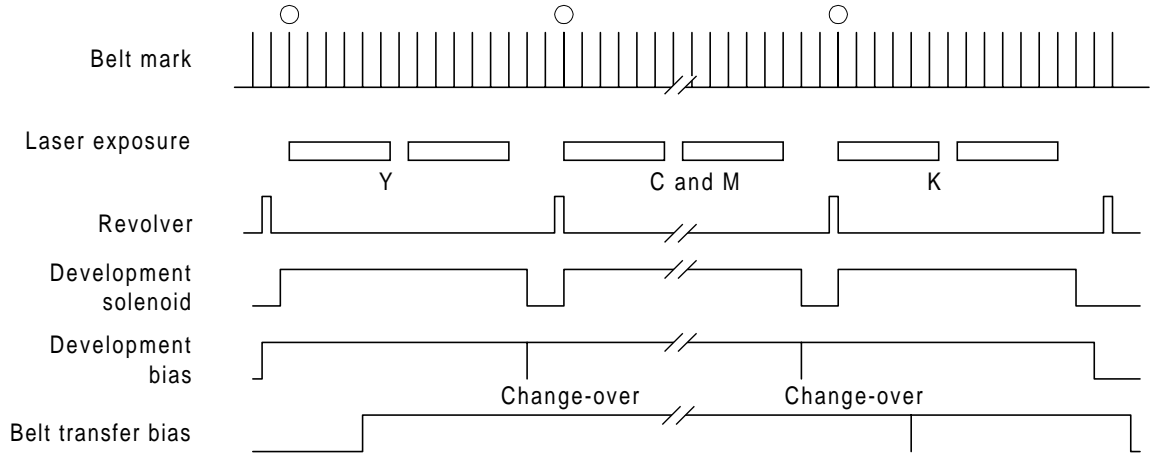 Belt mark
Laser exposure
Y
C and M
K
Revolver
Development
solenoid
Development
bias
Change-over
Change-over
Belt transfer bias